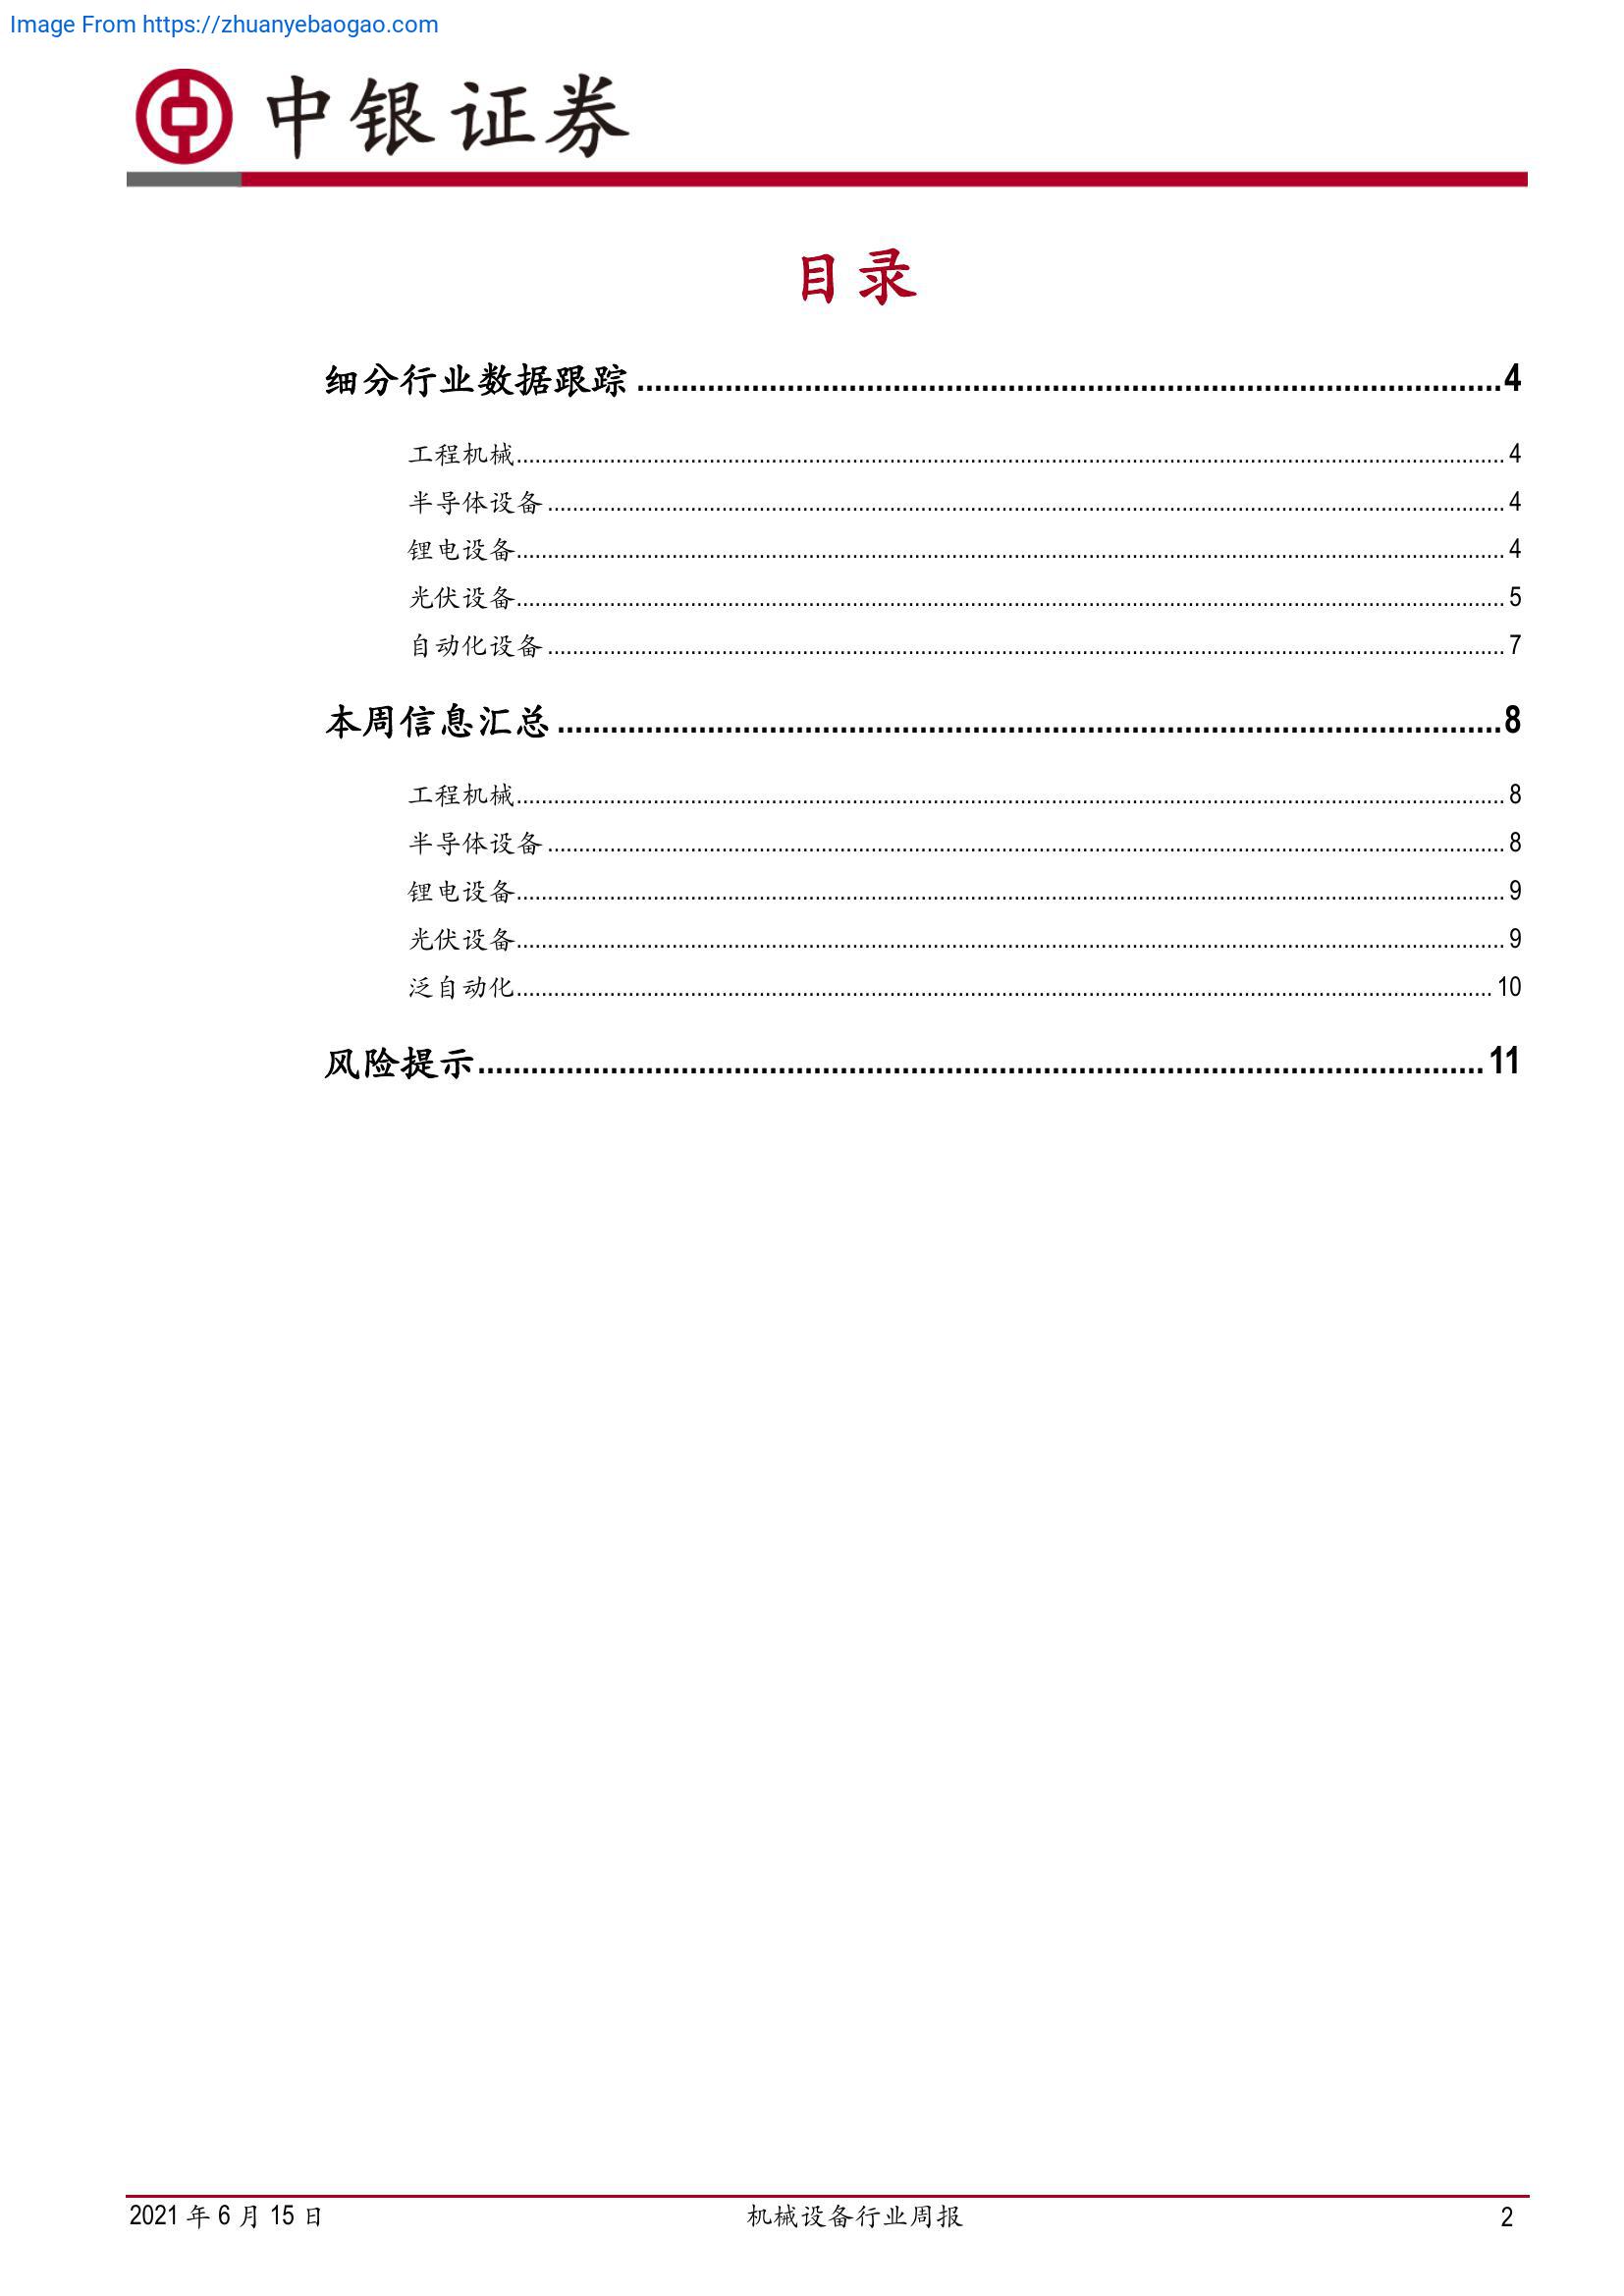 Image From https://zhuanyebaogao.com
中银证券
目录
细分行业数据跟踪 ........ 4
工程机械 ........ 4
半导体设备 ........ 4
锂电设备 ........ 4
光伏设备 ........ 5
自动化设备 ........ 7
本周信息汇总 ........ 8
工程机械 ........ 8
半导体设备 ........ 8
锂电设备 ........ 9
光伏设备 ........ 9
泛自动化 ........ 10
风险提示 ........ 11
2021 年 6 月 15 日 机械设备行业周报 2